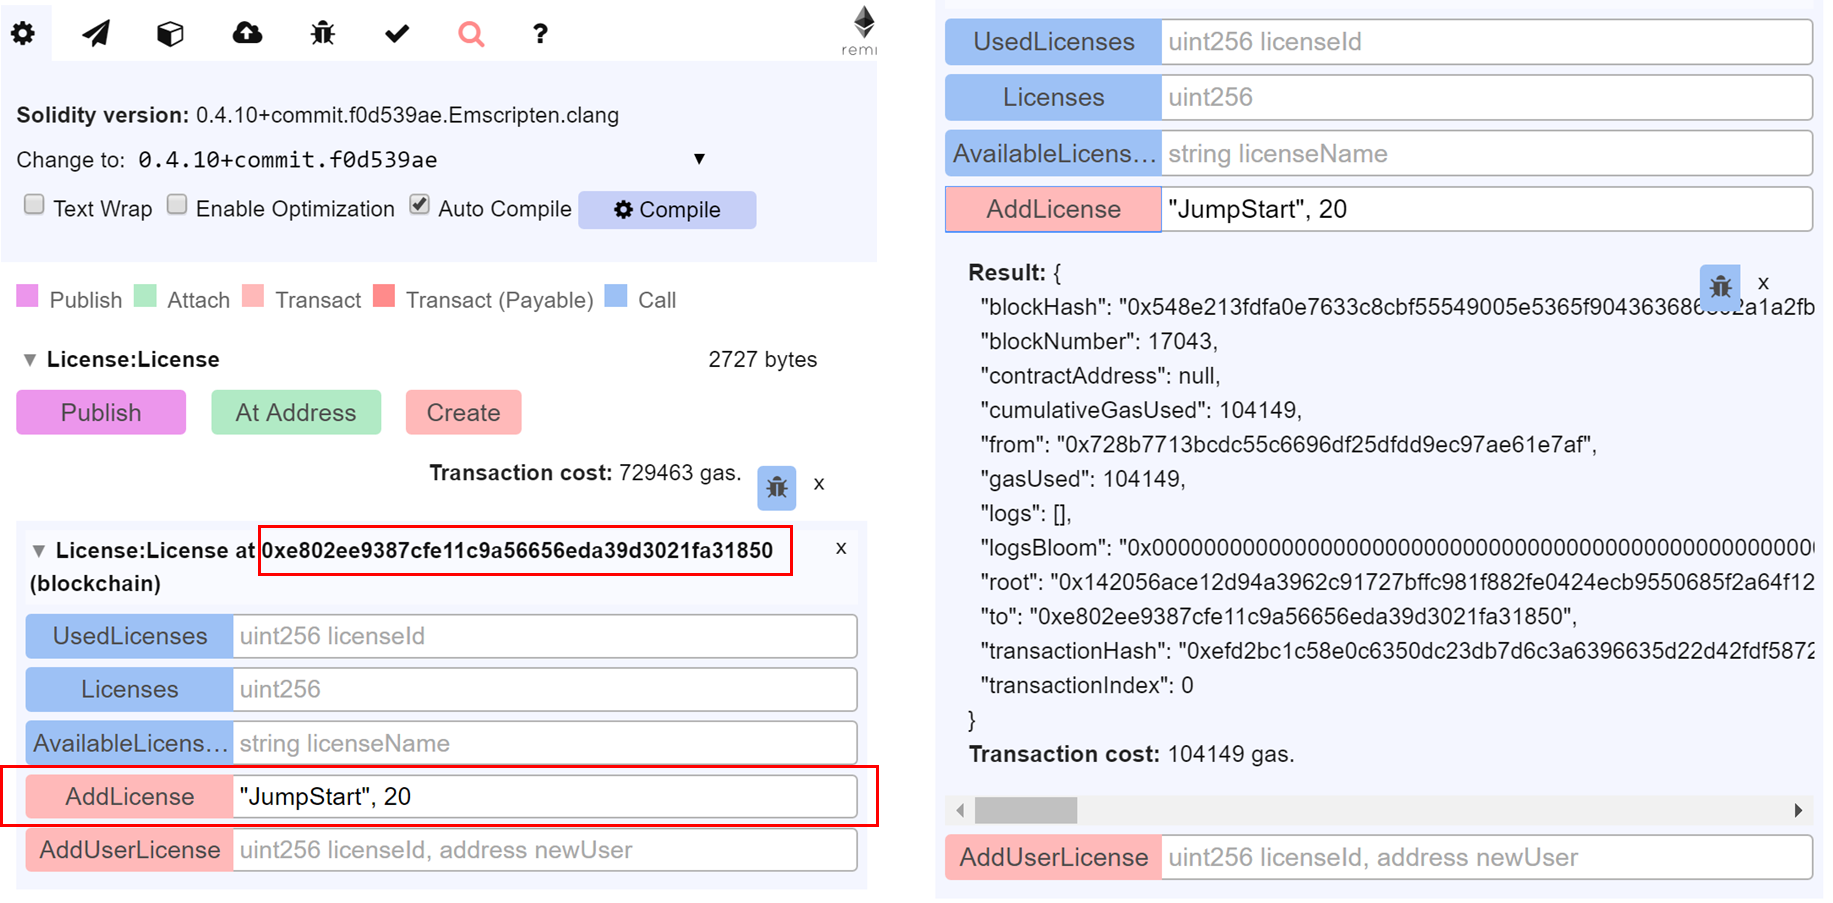 ?
remi
Solidity version: 0.4.10+commit.f0d539ae.Emscripten.clang
Change to: 0.4.10+commit.f0d539ae
Text Wrap Enable Optimization Auto Compile Compile
Publish Attach Transact Transact (Payable) Call
License:License 2727 bytes
Publish At Address Create
Transaction cost: 729463 gas. x
License:License at 0xe802ee9387cfe11c9a56656eda39d3021fa31850 x
(blockchain)
UsedLicenses uint256 licenseId
Licenses uint256
AvailableLicens... string licenseName
AddLicense "JumpStart", 20
AddUserLicense uint256 licenseId, address newUser
UsedLicenses uint256 licenseId
Licenses uint256
AvailableLicens... string licenseName
AddLicense "JumpStart", 20
Result: { x
"blockHash": "0x548e213fdfa0e7633c8cbf55549005e5365f904363686
"blockNumber": 17043,
"contractAddress": null,
"cumulativeGasUsed": 104149,
"from": "0x728b7713bcdc55c6696df25dfdd9ec97ae61e7af",
"gasUsed": 104149,
"logs": [],
"logsBloom": "0x000000000000000000000000000000000000000000000000
"root": "0x142056ace12d94a3962c91727bffc981f882fe0424ecb9550685f2a64f12
"to": "0xe802ee9387cfe11c9a56656eda39d3021fa31850",
"transactionHash": "0xefd2bc1c58e0c6350dc23db7d6c3a6396635d22d42fdf5872
"transactionIndex": 0
}
Transaction cost: 104149 gas.
AddUserLicense uint256 licenseId, address newUser